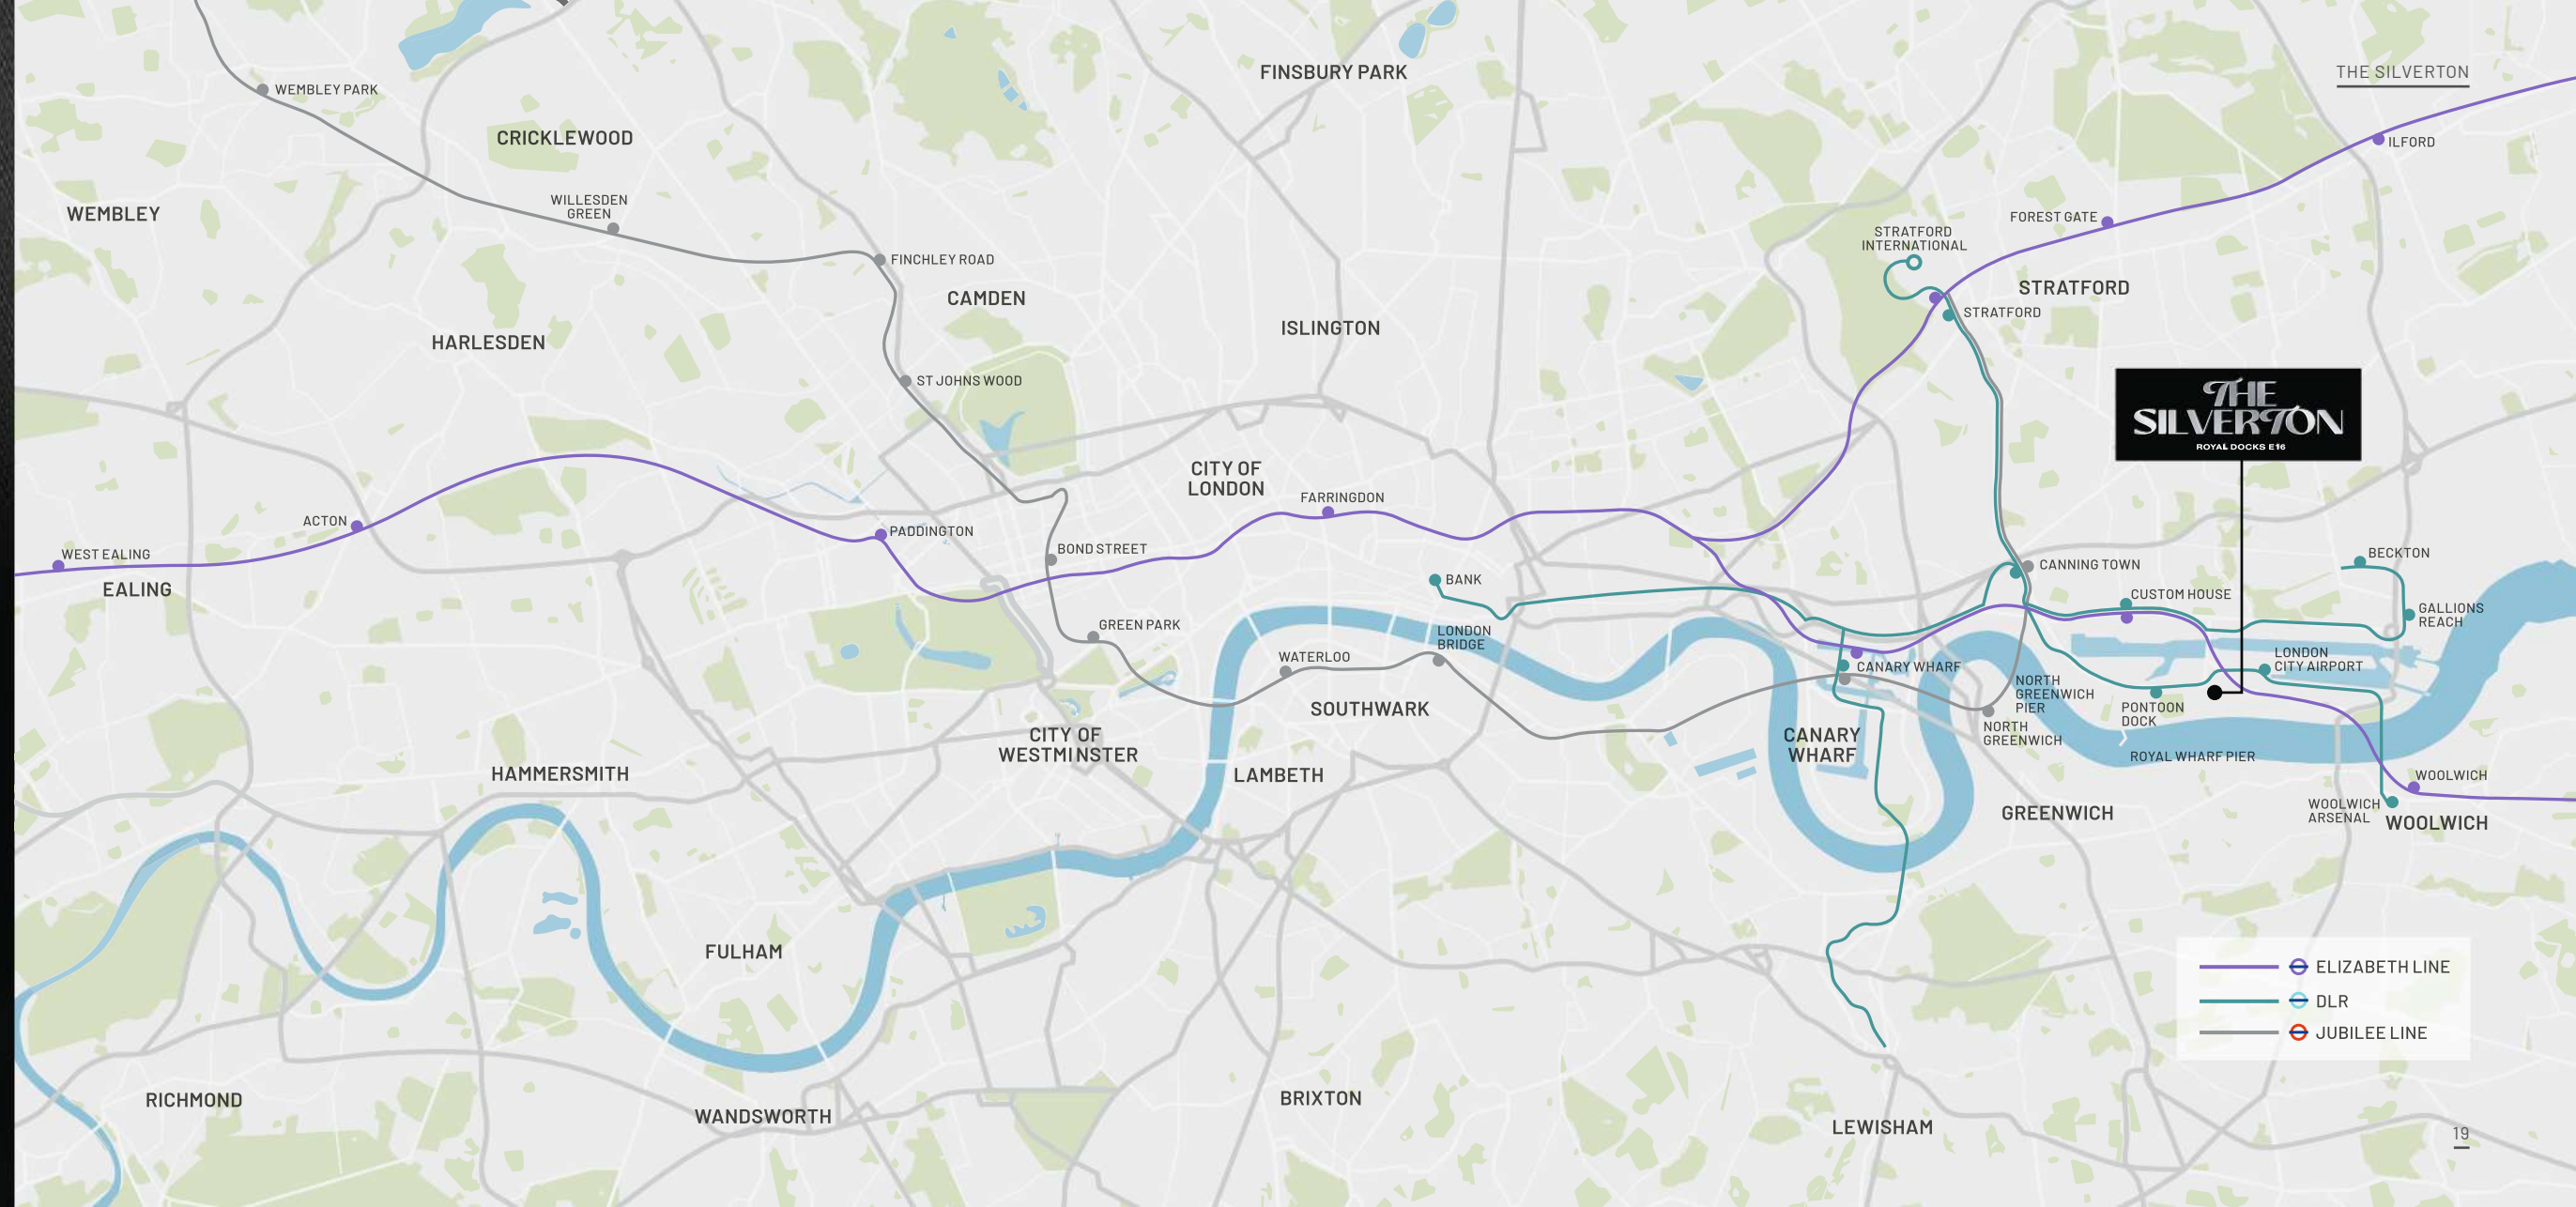 FINSBURY PARK
THE SILVERTON
WEMBLEY PARK
CRICKLEWOOD
ILFORD
WILLESDEN
GREEN
WEMBLEY
FOREST GATE
STRATFORD
INTERNATIONAL
FINCHLEY ROAD
CAMDEN
STRATFORD
STRATFORD
ISLINGTON
HARLESDEN
ST JOHNS WOOD
THE
SILVERTON
ROYAL DOCKS E16
CITY OF
LONDON
FARRINGDON
ACTON
PADDINGTON
WEST EALING
EALING
BOND STREET
BANK
CANNING TOWN
BECKTON
CUSTOM HOUSE
GALLIONS
REACH
GREEN PARK
LONDON
BRIDGE
WATERLOO
CANARY WHARF
LONDON
CITY AIRPORT
NORTH
GREENWICH
PIER
PONTOON
DOCK
SOUTHWARK
NORTH
GREENWICH
CITY OF
WESTMINSTER
CANARY
WHARF
ROYAL WHARF PIER
HAMMERSMITH
LAMBETH
WOOLWICH
WOOLWICH
ARSENAL
WOOLWICH
GREENWICH
FULHAM
ELIZABETH LINE
DLR
JUBILEE LINE
RICHMOND
WANDSWORTH
BRIXTON
LEWISHAM
19